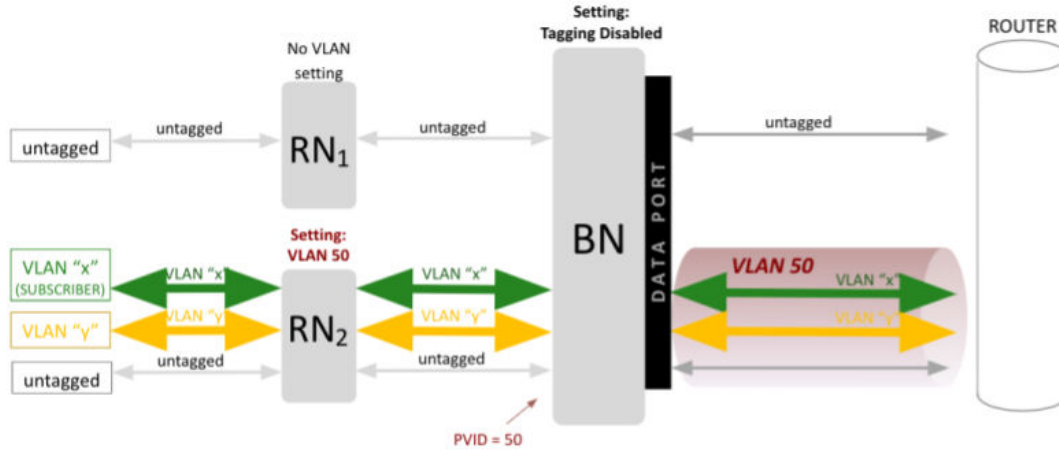 Setting:
Tagging Disabled
ROUTER
No VLAN
setting
untagged
untagged
RN₁
untagged
untagged
BN
DATA PORT
Setting:
VLAN 50
VLAN "x"
(SUBSCRIBER)
VLAN "x"
VLAN "x"
VLAN 50
VLAN "x"
VLAN "y"
VLAN "y
RN₂
VLAN "y"
VLAN "y"
untagged
untagged
untagged
PVID = 50